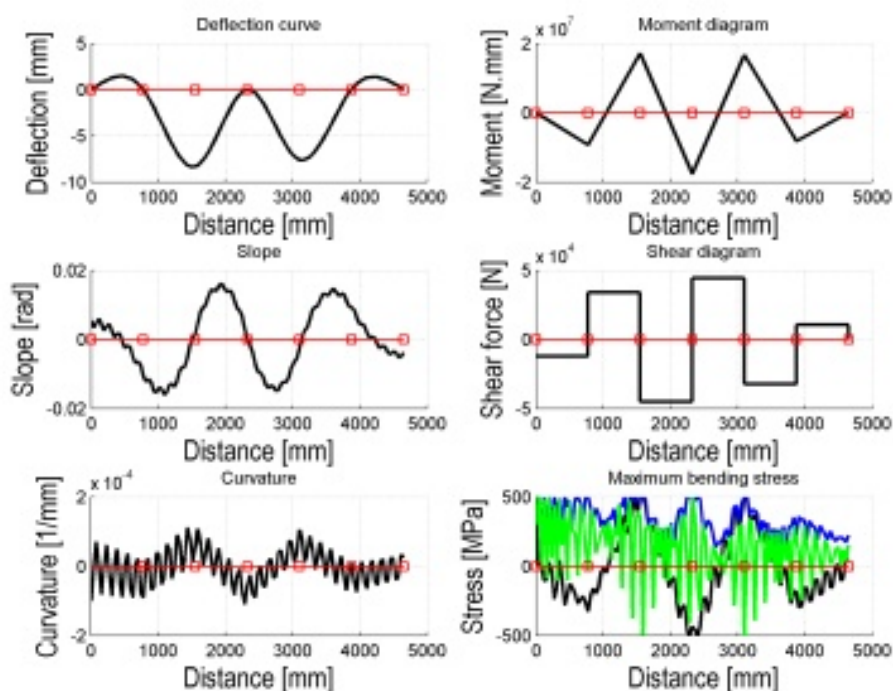 Deflection curve
Deflection [mm]
5
0
-5
-10
0 1000 2000 3000 4000 5000
Distance [mm]
Moment diagram
x 10^7
Moment [N.mm]
2
0
-2
0 1000 2000 3000 4000 5000
Distance [mm]
Slope
Slope [rad]
0.02
0
-0.02
0 1000 2000 3000 4000 5000
Distance [mm]
Shear diagram
x 10^4
Shear force [N]
5
0
-5
0 1000 2000 3000 4000 5000
Distance [mm]
Curvature
x 10^-4
Curvature [1/mm]
2
0
-2
0 1000 2000 3000 4000 5000
Distance [mm]
Maximum bending stress
Stress [MPa]
500
0
-500
0 1000 2000 3000 4000 5000
Distance [mm]